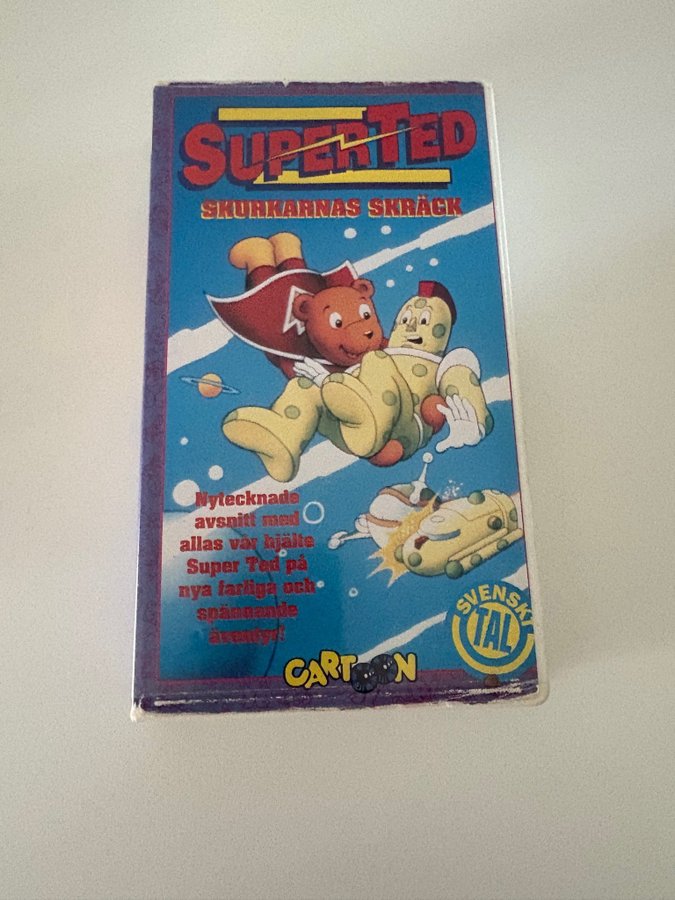 SUPERTED
SKURKARNAS SKRÄCK
Nytecknade
avsnitt med
allas vår hjälte
Super Ted på
nya farliga och
spännande
äventyr!
SVENSKT
TAL
CARTOON